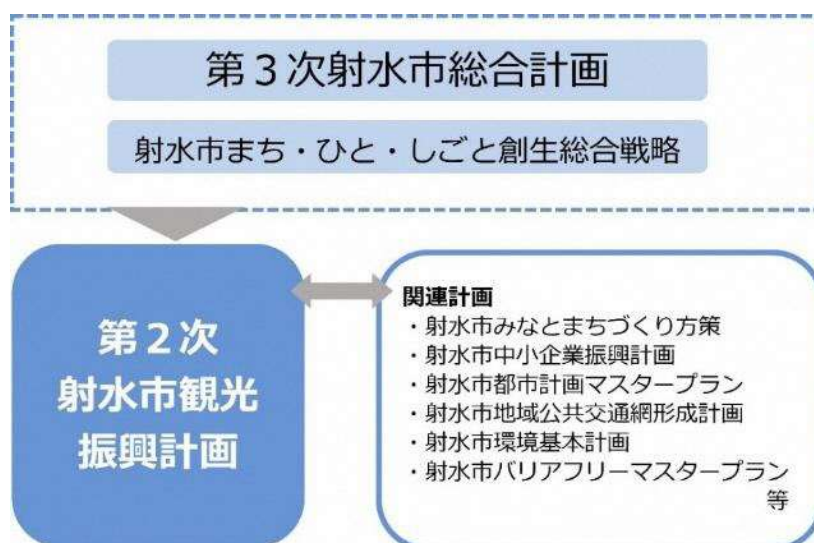 第３次射水市総合計画
射水市まち・ひと・しごと創生総合戦略
第２次
射水市観光
振興計画
関連計画
・射水市みなとまちづくり方策
・射水市中小企業振興計画
・射水市都市計画マスタープラン
・射水市地域公共交通網形成計画
・射水市環境基本計画
・射水市バリアフリーマスタープラン
等